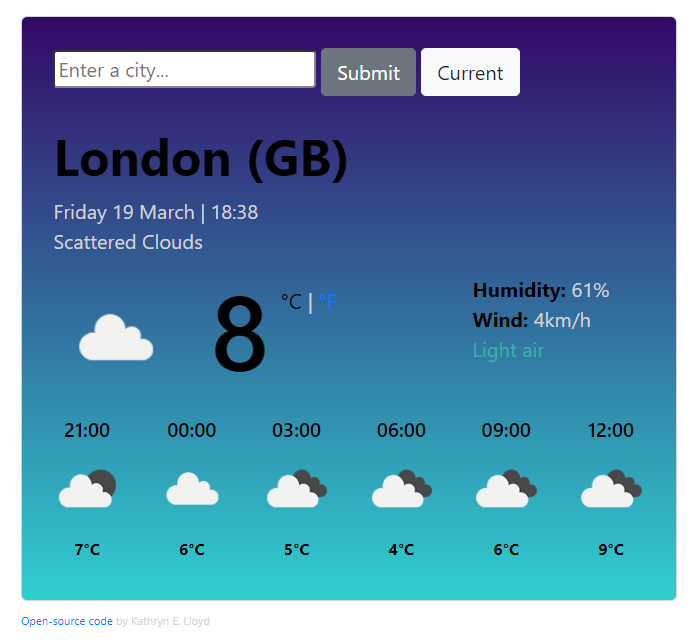 Enter a city... Submit Current
London (GB)
Friday 19 March | 18:38
Scattered Clouds
8 °C | °F
Humidity: 61%
Wind: 4km/h
Light air
21:00 00:00 03:00 06:00 09:00 12:00
7°C 6°C 5°C 4°C 6°C 9°C
Open-source code by Kathryn E. Lloyd